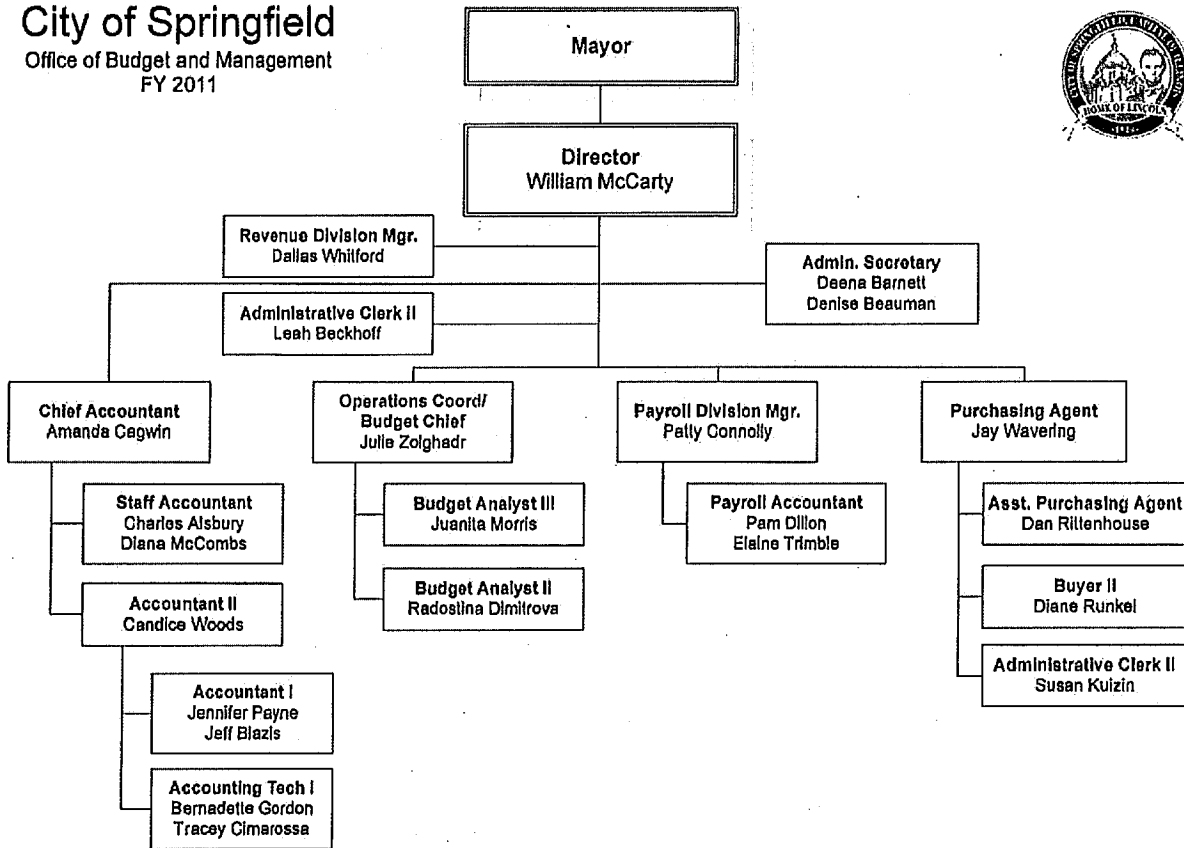 City of Springfield
Office of Budget and Management
FY 2011
Mayor
HOME OF LINCOLN
Director
William McCarty
Revenue Division Mgr.
Dallas Whitford
Admin. Secretary
Deena Barnett
Denise Beauman
Administrative Clerk II
Leah Beckhoff
Chief Accountant
Amanda Cagwin
Operations Coord/
Budget Chief
Julie Zolghadr
Payroll Division Mgr.
Patty Connolly
Purchasing Agent
Jay Wavering
Staff Accountant
Charles Alsbury
Diana McCombs
Budget Analyst III
Juanita Morris
Payroll Accountant
Pam Dillon
Elaine Trimble
Asst. Purchasing Agent
Dan Rittenhouse
Accountant II
Candice Woods
Budget Analyst II
Radostina Dimitrova
Buyer II
Diane Runkel
Administrative Clerk II
Susan Kuizin
Accountant I
Jennifer Payne
Jeff Blazis
Accounting Tech I
Bernadette Gordon
Tracey Cimarossa